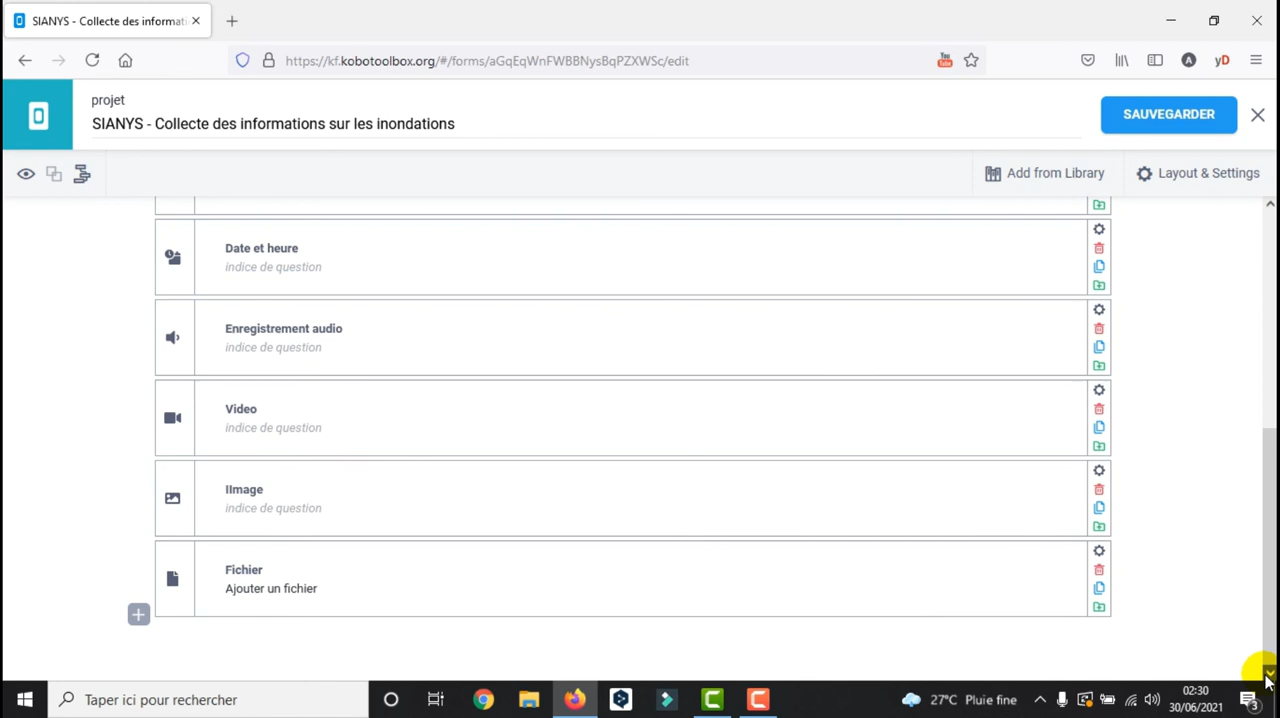 SIANYS - Collecte des informati
https://kf.kobotoolbox.org/#/forms/aGqEqWnFWBBNysBqPZXWSc/edit
You
A
yD
projet
SIANYS - Collecte des informations sur les inondations
SAUVEGARDER
Add from Library
Layout & Settings
Date et heure
indice de question
Enregistrement audio
indice de question
Video
indice de question
IImage
indice de question
Fichier
Ajouter un fichier
Taper ici pour rechercher
27°C Pluie fine
02:30
30/06/2021
3